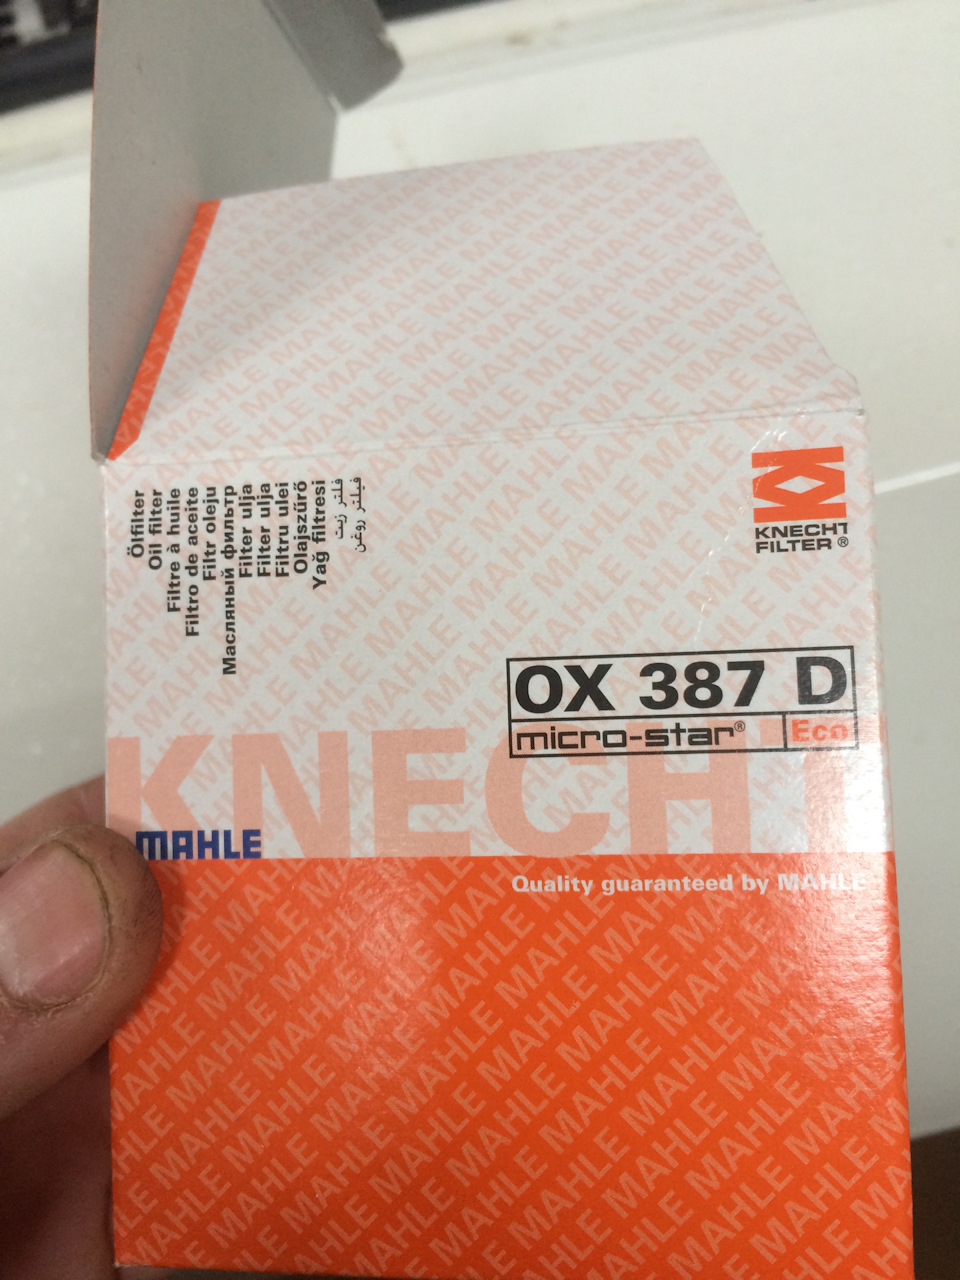 Ölfilter
Oil filter
Filtre à huile
Filtro de aceite
Filtr oleju
Масляный фильтр
Filter ulja
Filter ulja
Filtru ulei
Olajszűrő
Yağ filtresi
فلتر زيت
فیلتر روغن
KNECHT
FILTER®
OX 387 D
micro-star® Eco
KNECHT
MAHLE
Quality guaranteed by MAHLE